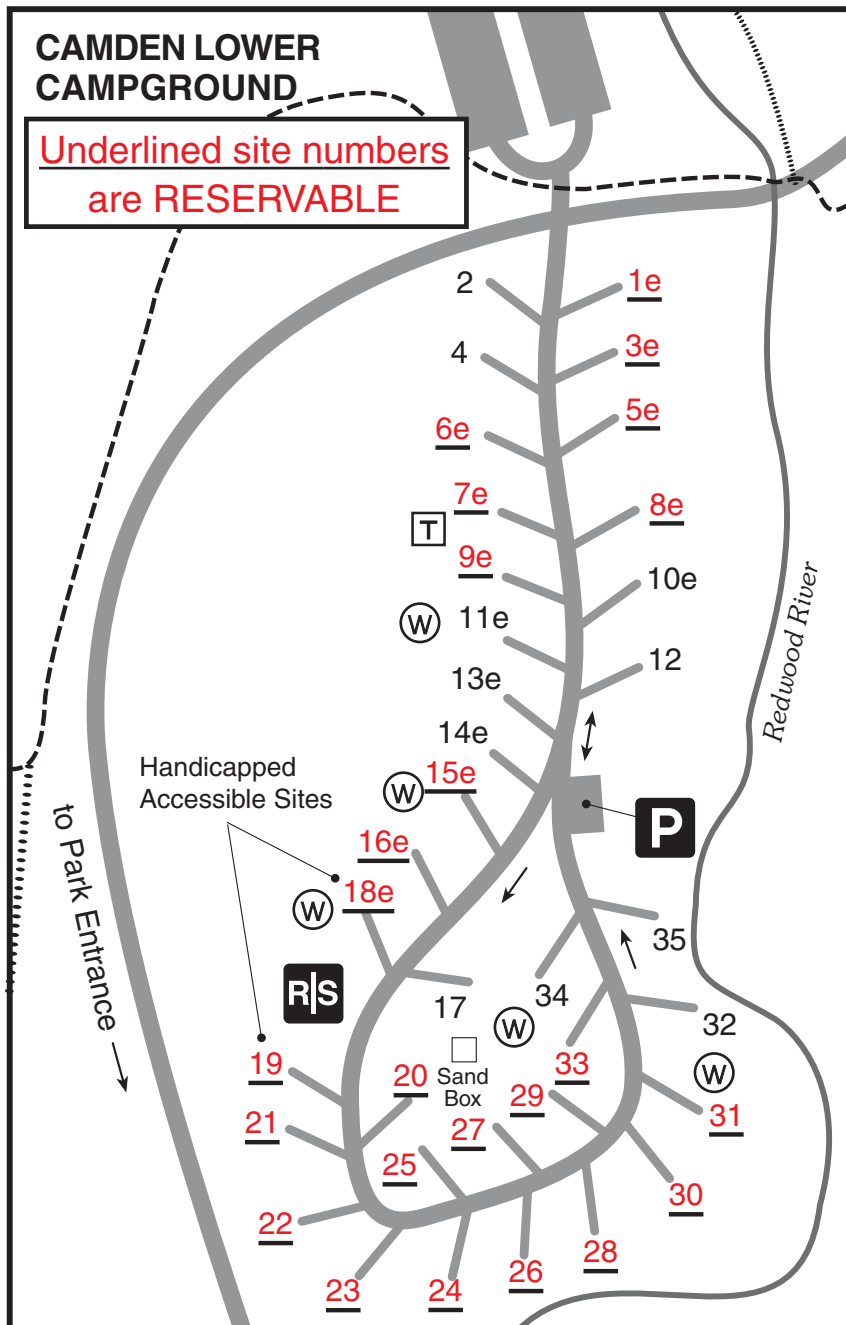 CAMDEN LOWER
CAMPGROUND
Underlined site numbers
are RESERVABLE
2
1e
4
3e
5e
6e
7e
8e
T
9e
10e
11e
W
12
13e
14e
Redwood River
Handicapped
Accessible Sites
15e
W
P
16e
18e
W
to Park Entrance
35
R|S
17
34
32
W
19
20
Sand
Box
33
W
29
31
21
27
25
30
22
28
26
23
24